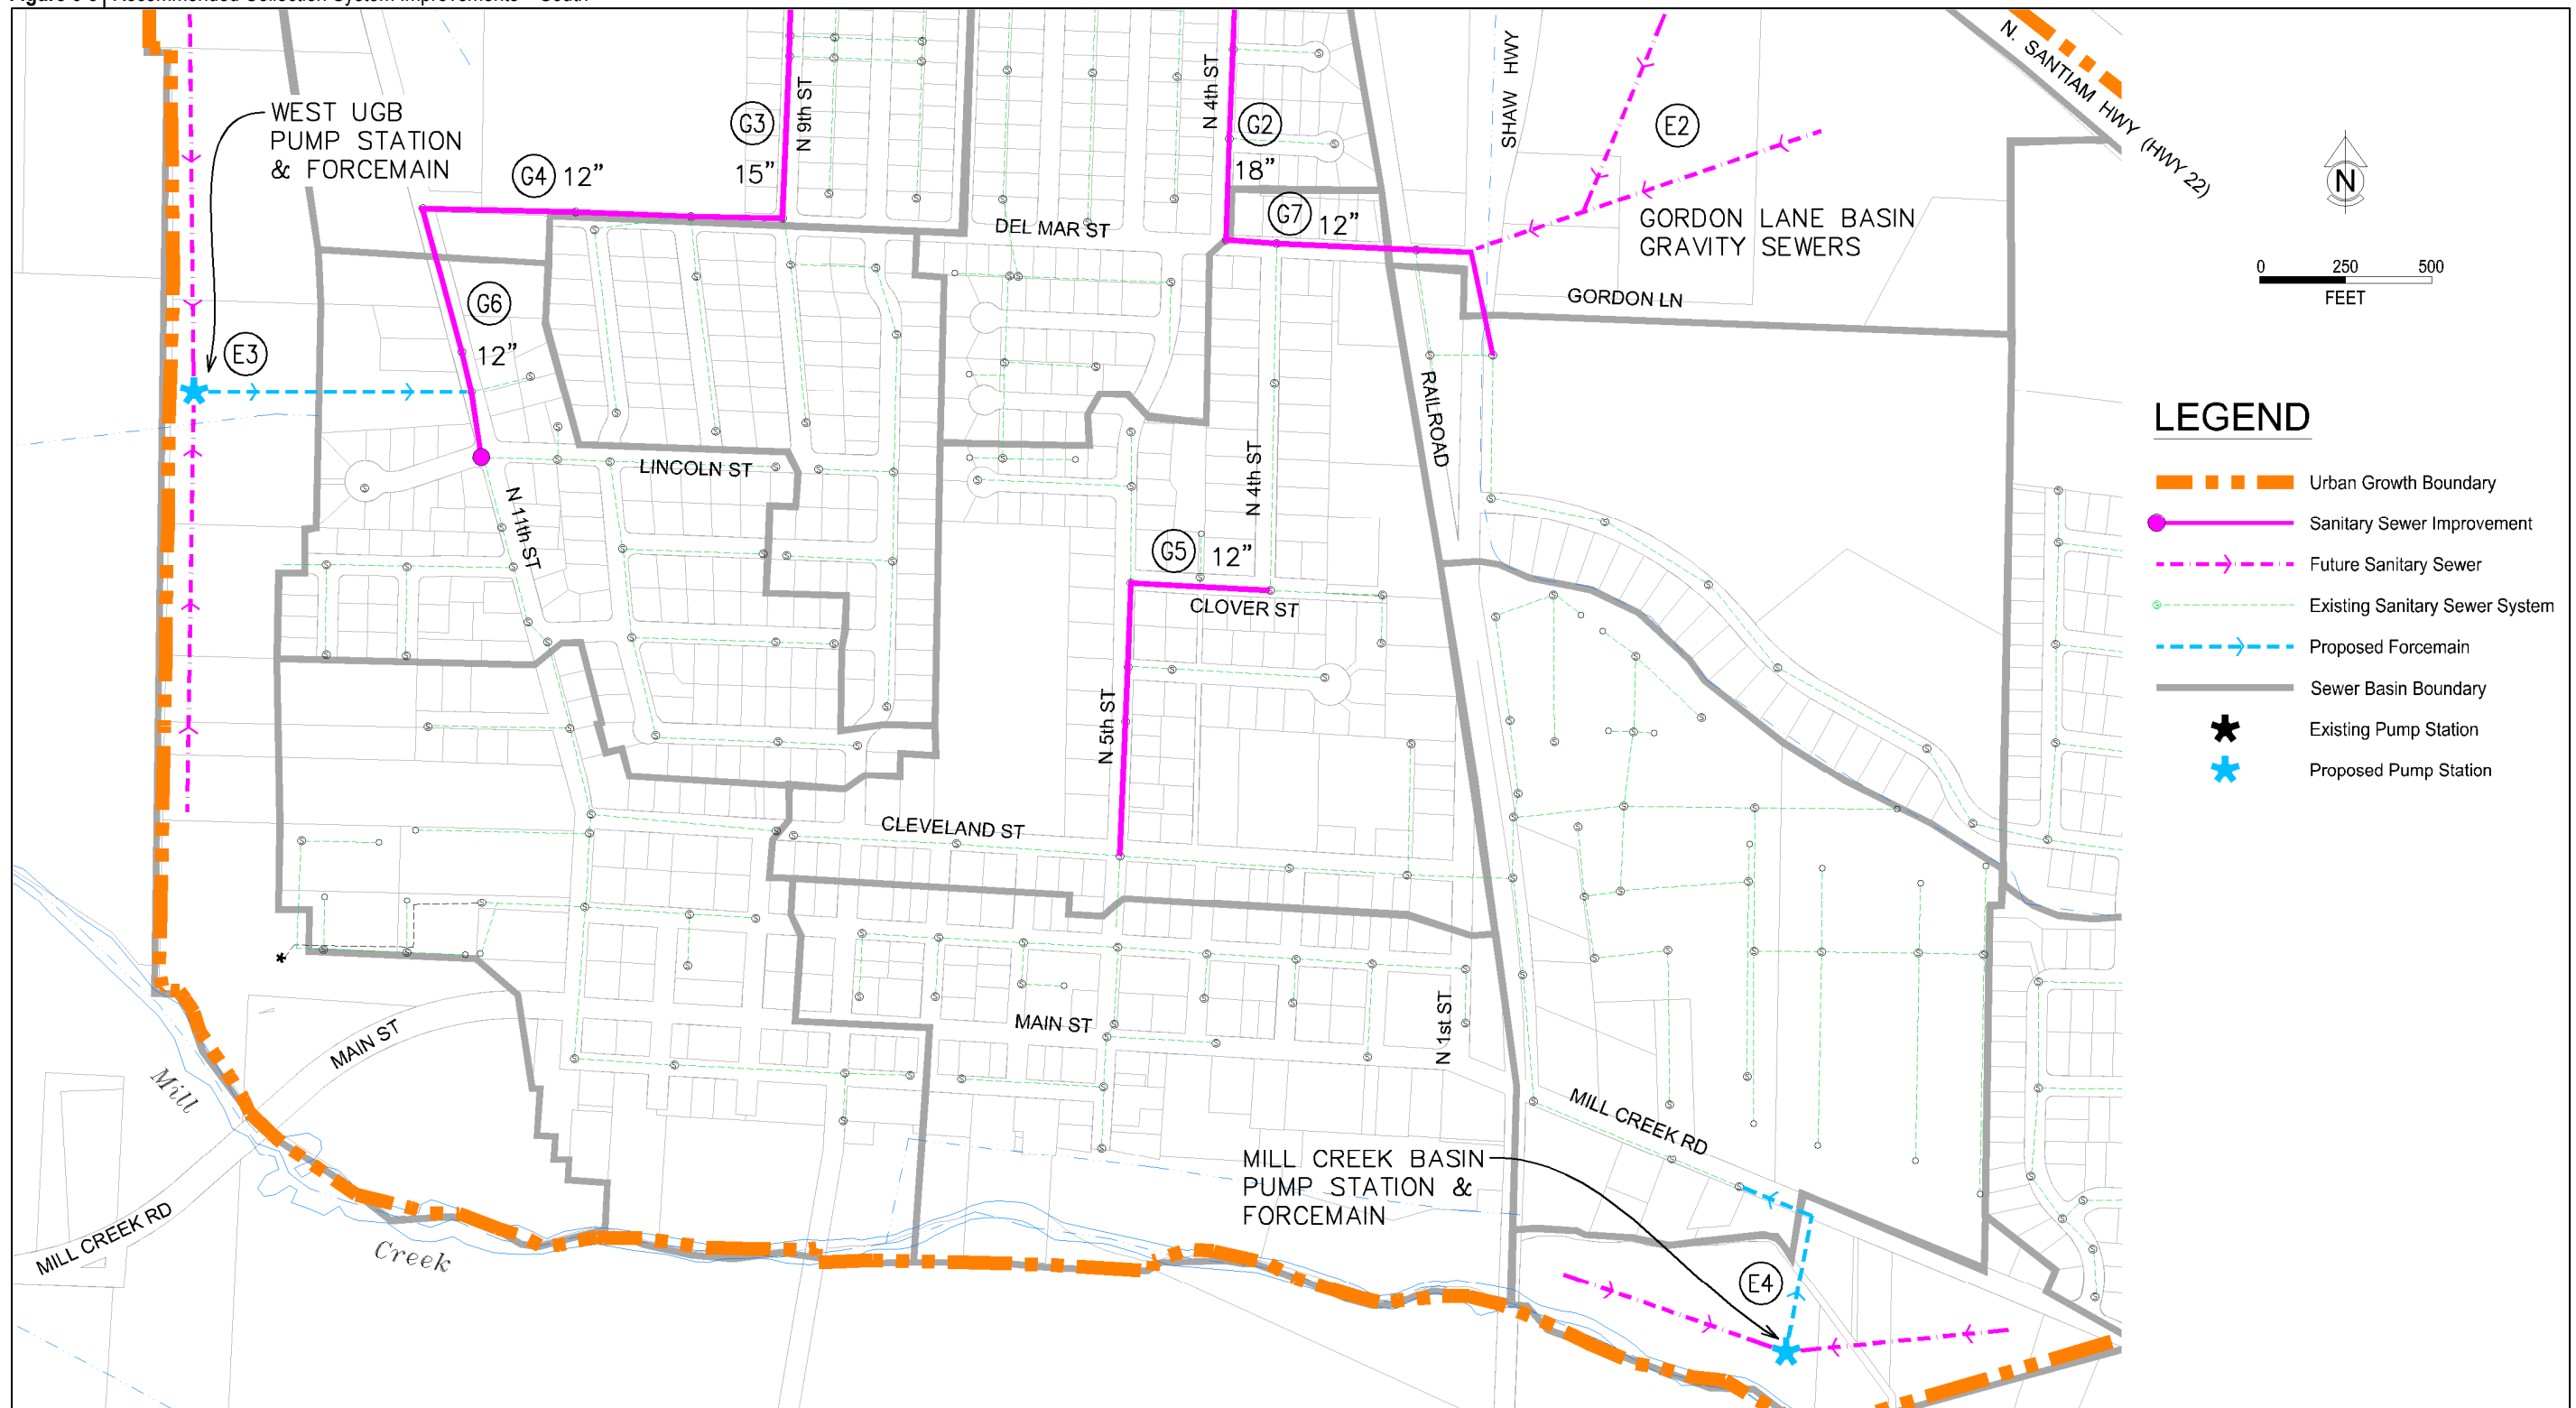 N. SANTIAM HWY (HWY 22)
WEST UGB
PUMP STATION
& FORCEMAIN
G3
N 9th ST
15"
N 4th ST
G2
18"
SHAW HWY
E2
N
G4 12"
DEL MAR ST
G7 12"
GORDON LANE BASIN
GRAVITY SEWERS
0 250 500
FEET
GORDON LN
G6
12"
E3
RAILROAD
LEGEND
Urban Growth Boundary
Sanitary Sewer Improvement
Future Sanitary Sewer
Existing Sanitary Sewer System
Proposed Forcemain
Sewer Basin Boundary
Existing Pump Station
Proposed Pump Station
LINCOLN ST
N 11th ST
N 4th ST
G5 12"
CLOVER ST
N 5th ST
CLEVELAND ST
MAIN ST
MAIN ST
N 1st ST
Mill
Creek
MILL CREEK RD
MILL CREEK RD
MILL CREEK BASIN
PUMP STATION &
FORCEMAIN
E4